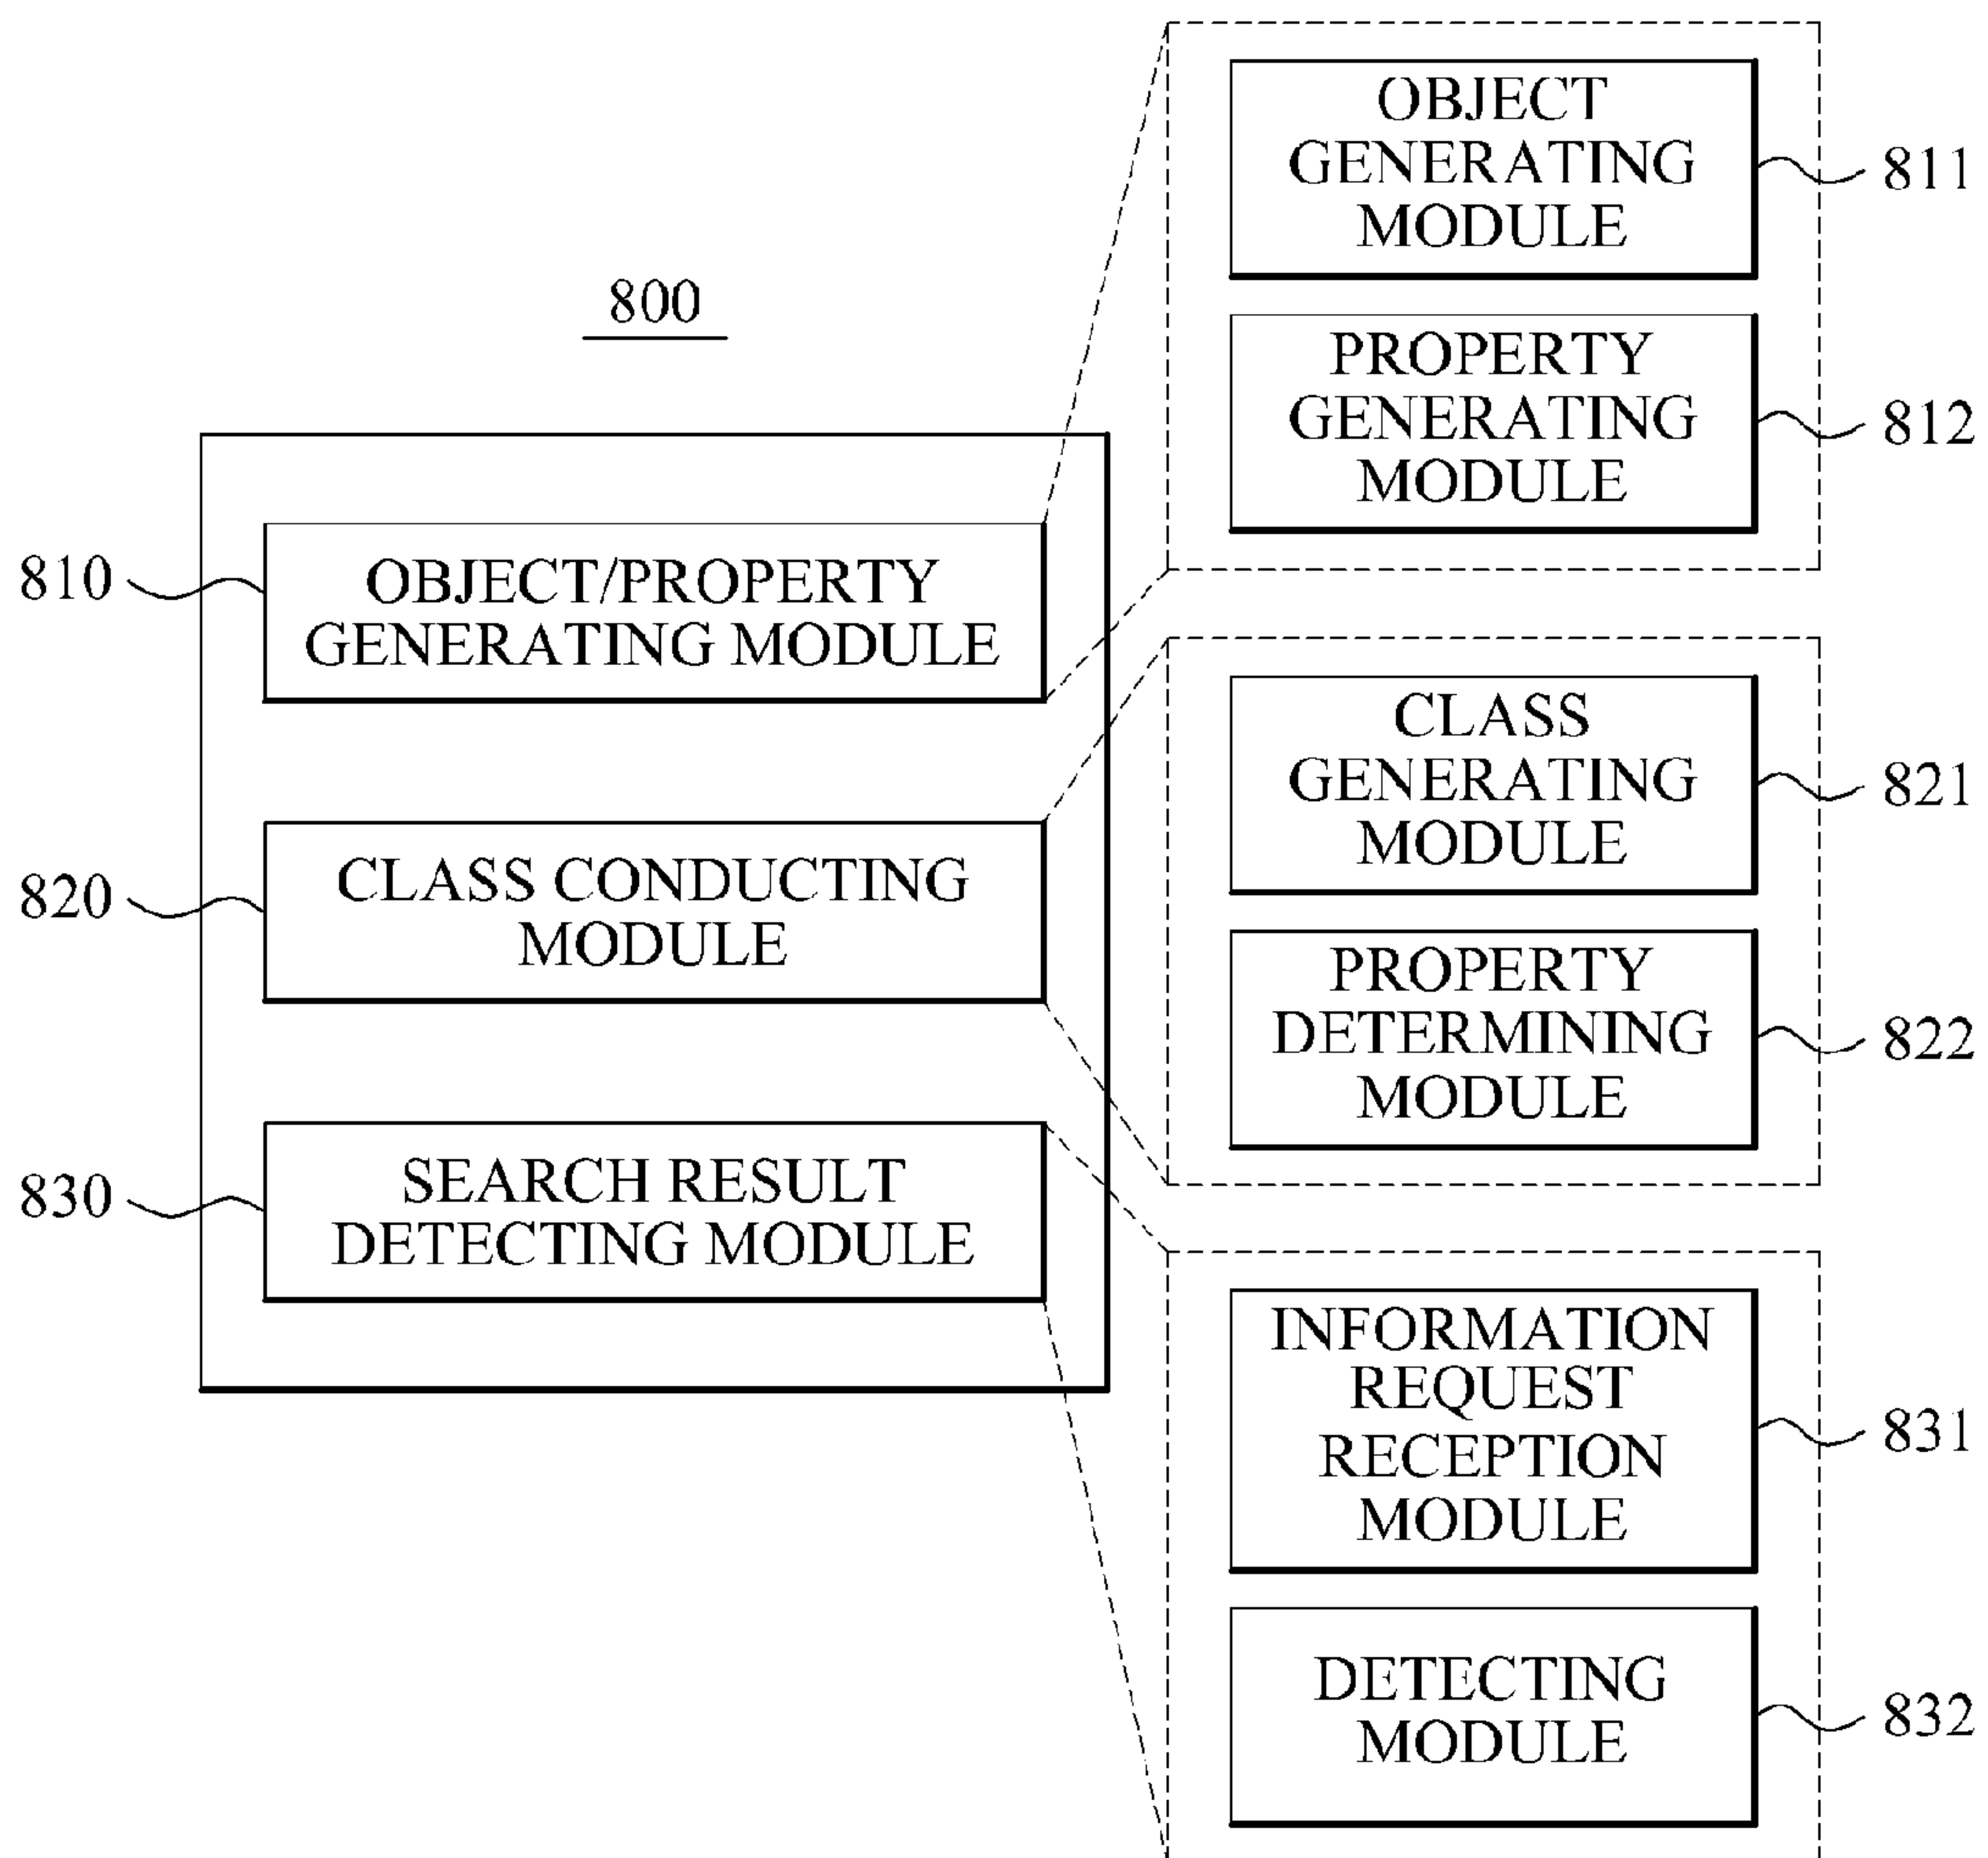 800
810
OBJECT/PROPERTY
GENERATING MODULE
820
CLASS CONDUCTING
MODULE
830
SEARCH RESULT
DETECTING MODULE
OBJECT
GENERATING
MODULE
811
PROPERTY
GENERATING
MODULE
812
CLASS
GENERATING
MODULE
821
PROPERTY
DETERMINING
MODULE
822
INFORMATION
REQUEST
RECEPTION
MODULE
831
DETECTING
MODULE
832